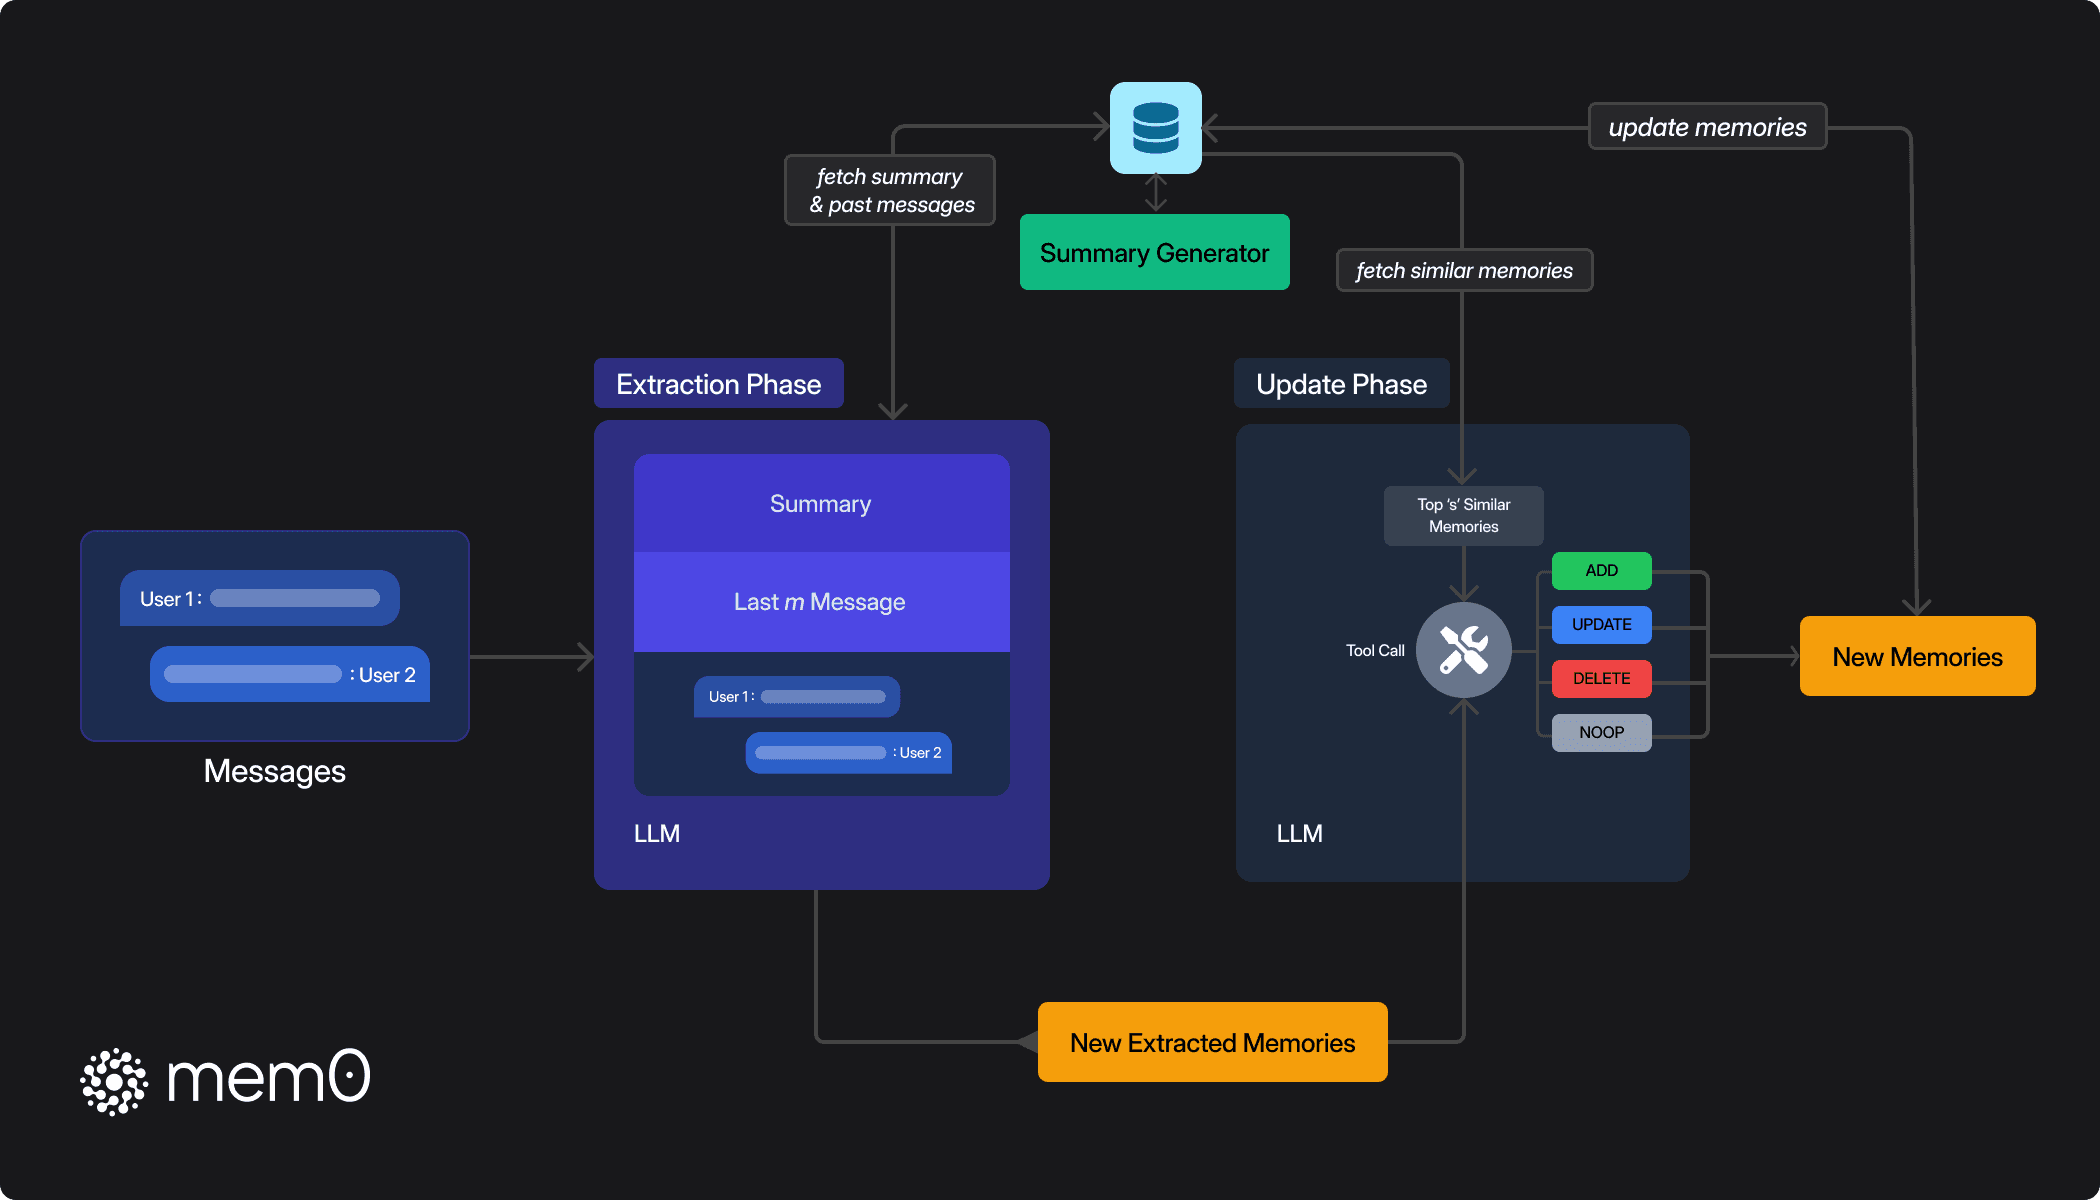 update memories
fetch summary
& past messages
Summary Generator
fetch similar memories
Extraction Phase
Update Phase
Summary
Top ‘s’ Similar
Memories
Last m Message
ADD
User 1 :
UPDATE
Tool Call
New Memories
: User 2
DELETE
User 1 :
NOOP
: User 2
Messages
LLM
LLM
New Extracted Memories
mem0